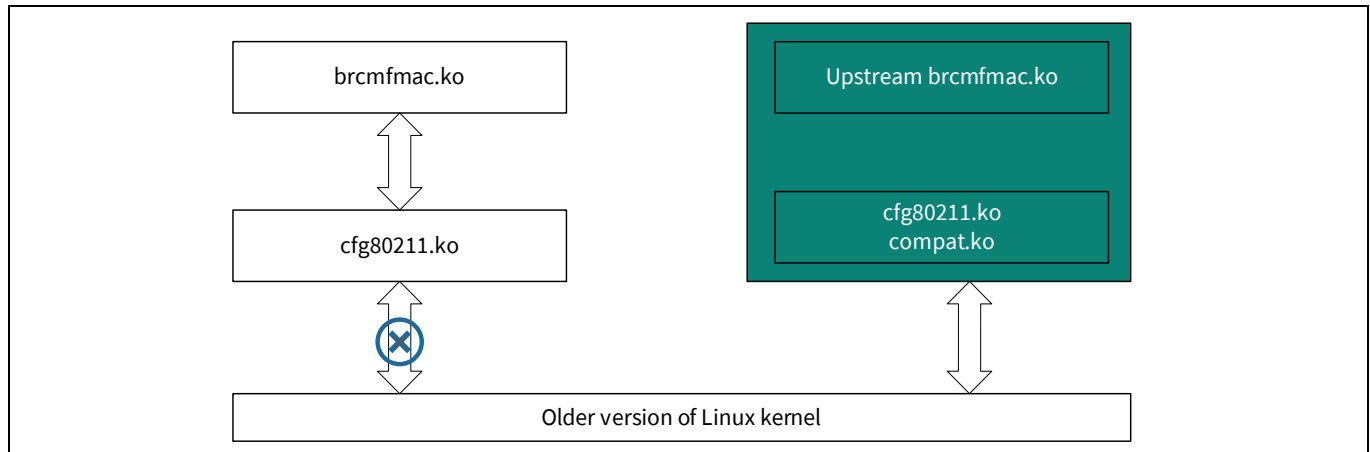 brcmfmac.ko
Upstream brcmfmac.ko
cfg80211.ko
cfg80211.ko
compat.ko
Older version of Linux kernel